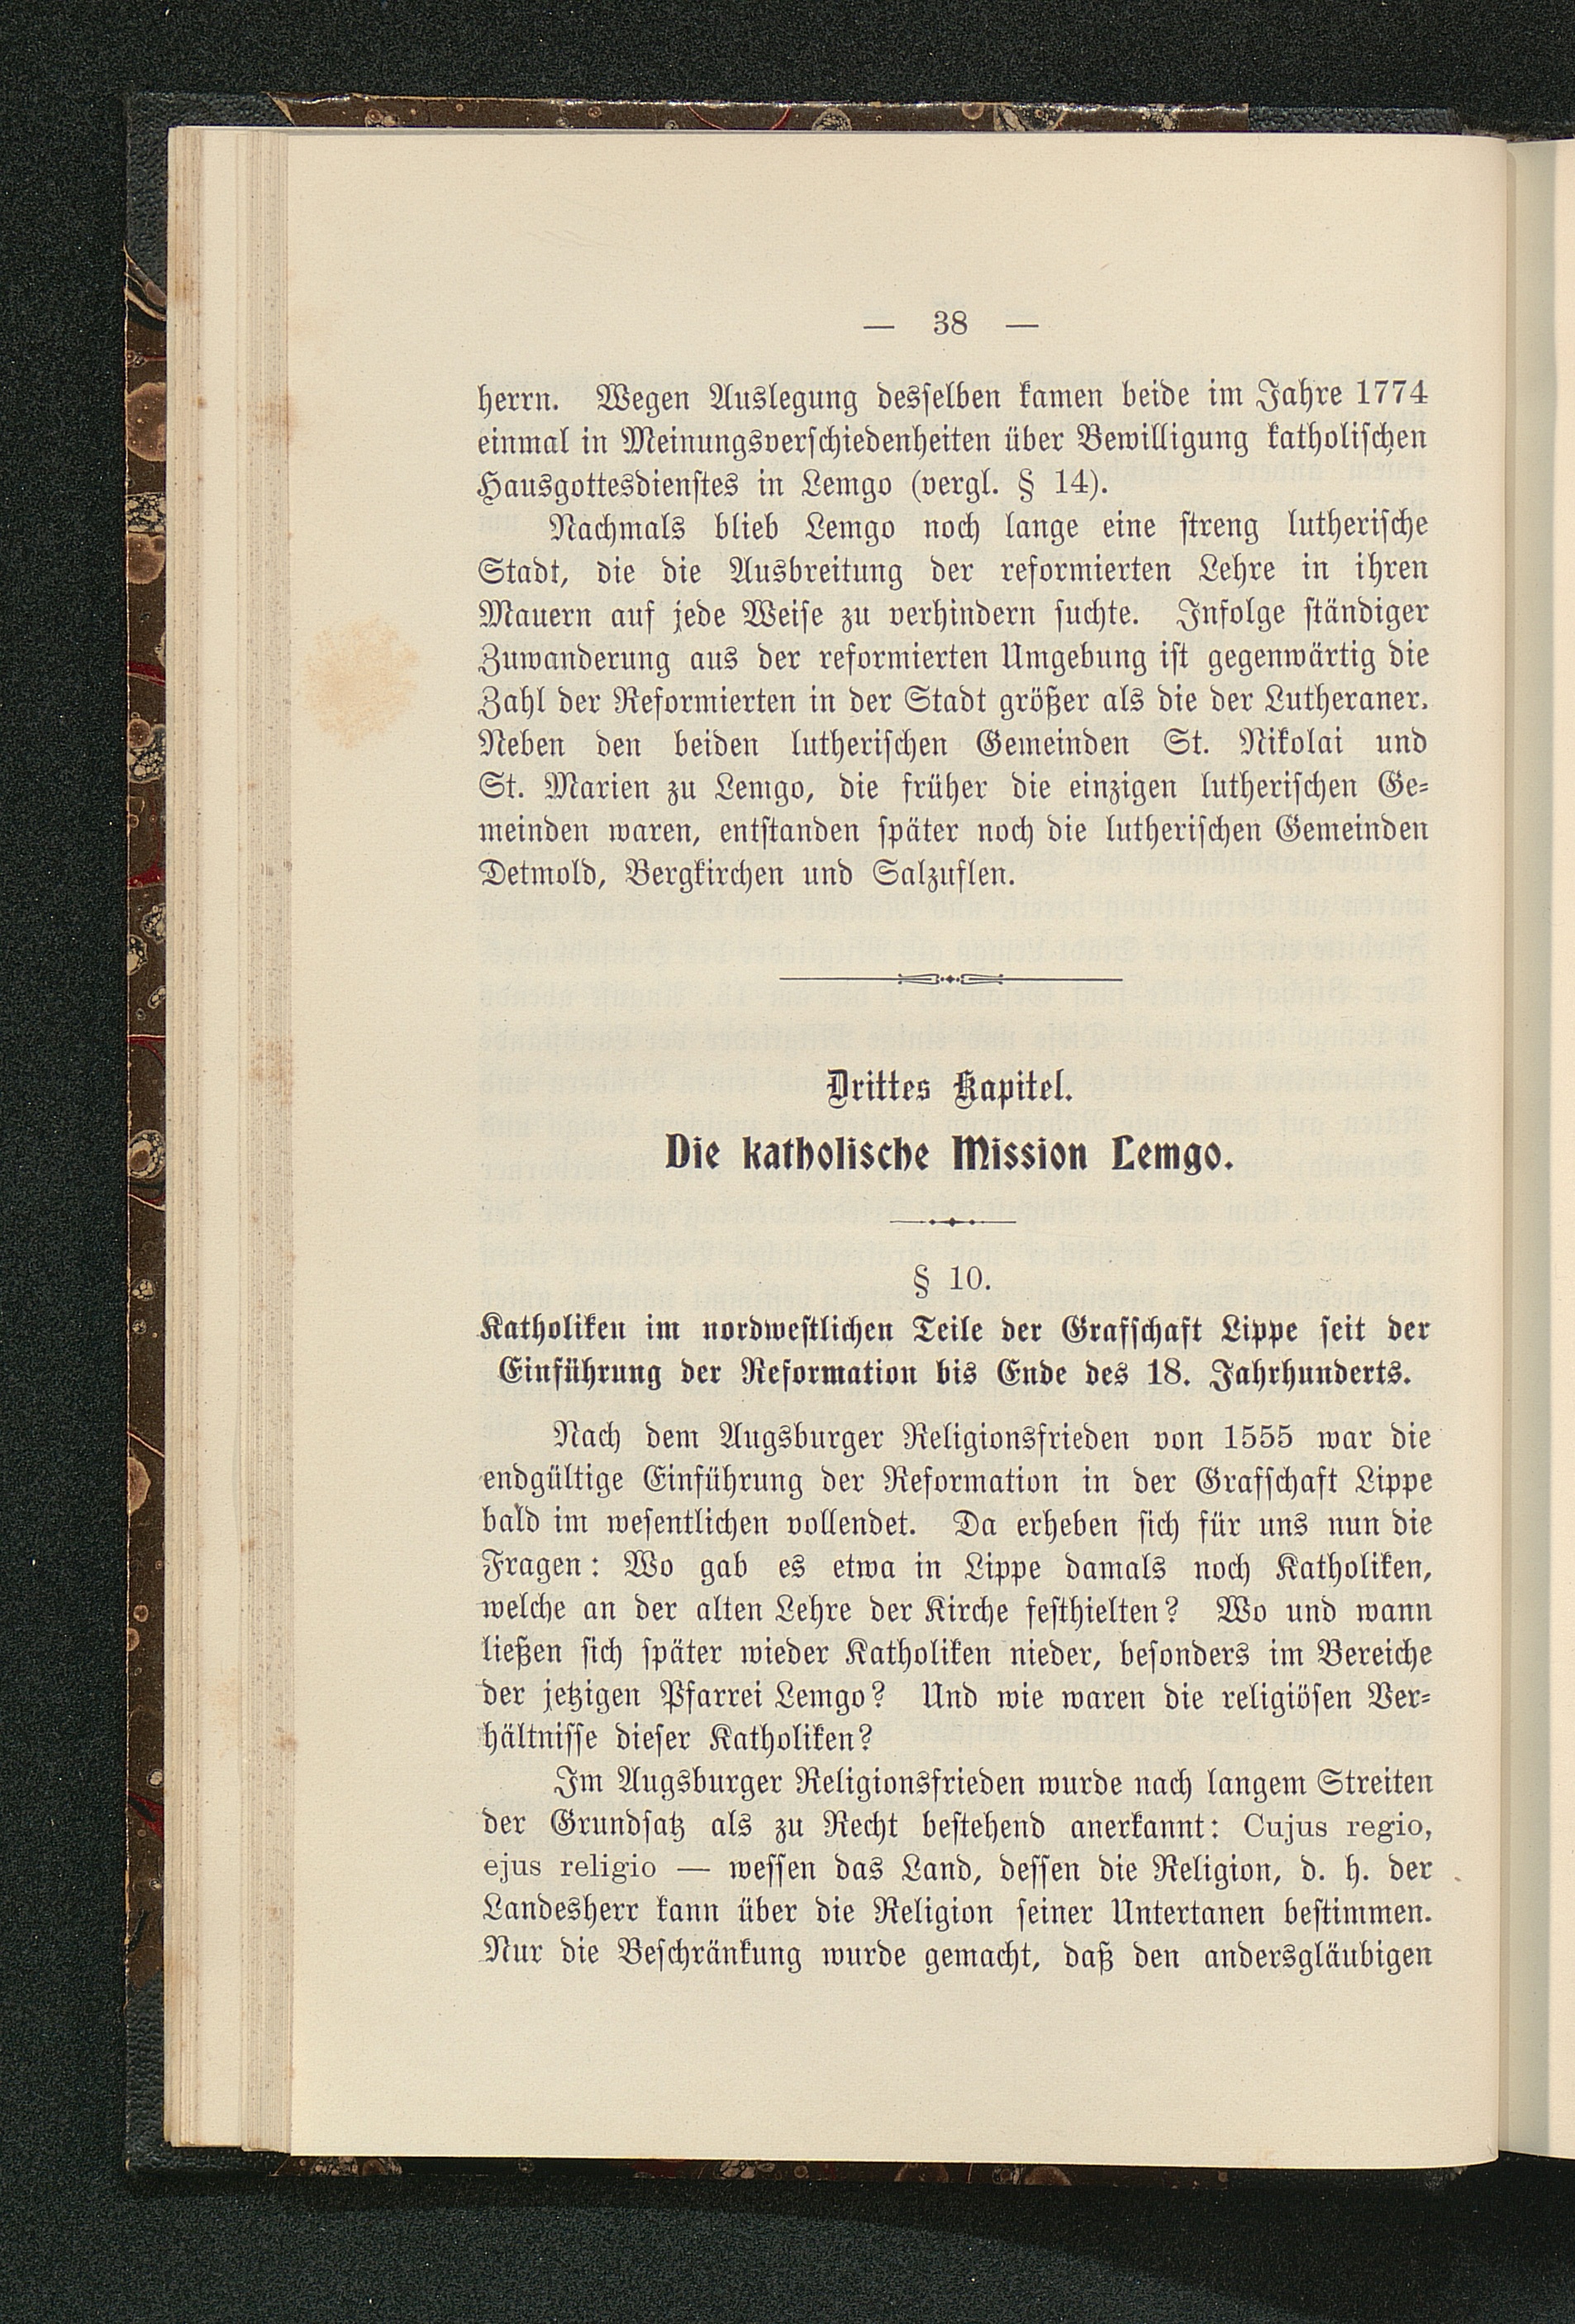 — 38 —
herrn. Wegen Auslegung desselben kamen beide im Jahre 1774
einmal in Meinungsverschiedenheiten über Bewilligung katholischen
Hausgottesdienstes in Lemgo (vergl. § 14).
Nachmals blieb Lemgo noch lange eine streng lutherische
Stadt, die die Ausbreitung der reformierten Lehre in ihren
Mauern auf jede Weise zu verhindern suchte. Infolge ständiger
Zuwanderung aus der reformierten Umgebung ist gegenwärtig die
Zahl der Reformierten in der Stadt größer als die der Lutheraner.
Neben den beiden lutherischen Gemeinden St. Nikolai und
St. Marien zu Lemgo, die früher die einzigen lutherischen Ge-
meinden waren, entstanden später noch die lutherischen Gemeinden
Detmold, Bergkirchen und Salzuflen.
Drittes Kapitel.
Die katholische Mission Lemgo.
§ 10.
Katholiken im nordwestlichen Teile der Grafschaft Lippe seit der
Einführung der Reformation bis Ende des 18. Jahrhunderts.
Nach dem Augsburger Religionsfrieden von 1555 war die
endgültige Einführung der Reformation in der Grafschaft Lippe
bald im wesentlichen vollendet. Da erheben sich für uns nun die
Fragen: Wo gab es etwa in Lippe damals noch Katholiken,
welche an der alten Lehre der Kirche festhielten? Wo und wann
ließen sich später wieder Katholiken nieder, besonders im Bereiche
der jetzigen Pfarrei Lemgo? Und wie waren die religiösen Ver-
hältnisse dieser Katholiken?
Im Augsburger Religionsfrieden wurde nach langem Streiten
der Grundsatz als zu Recht bestehend anerkannt: Cujus regio,
ejus religio — wessen das Land, dessen die Religion, d. h. der
Landesherr kann über die Religion seiner Untertanen bestimmen.
Nur die Beschränkung wurde gemacht, daß den andersgläubigen